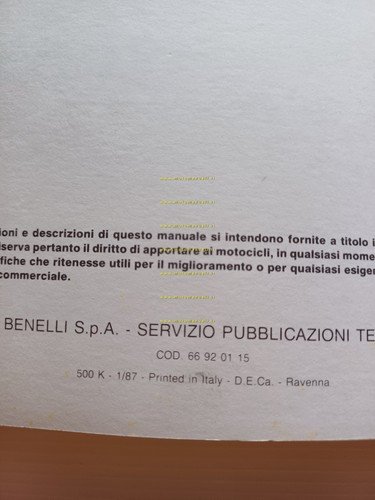 ioni e descrizioni di questo manuale si intendono fornite a titolo i
iserva pertanto il diritto di apportare ai motocicli, in qualsiasi mome
fiche che ritenesse utili per il miglioramento o per qualsiasi esiger
commerciale.
BENELLI S.p.A. - SERVIZIO PUBBLICAZIONI TE
COD. 66 92 01 15
500 K - 1/87 - Printed in Italy - D.E.Ca. - Ravenna